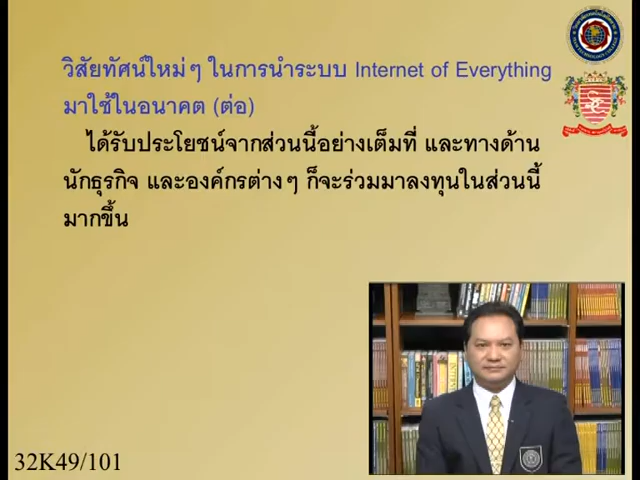 วิสัยทัศน์ใหม่ๆ ในการนำระบบ Internet of Everything
มาใช้ในอนาคต (ต่อ)
ได้รับประโยชน์จากส่วนนี้อย่างเต็มที่ และทางด้าน
นักธุรกิจ และองค์กรต่างๆ ก็จะร่วมมาลงทุนในส่วนนี้
มากขึ้น
32K49/101